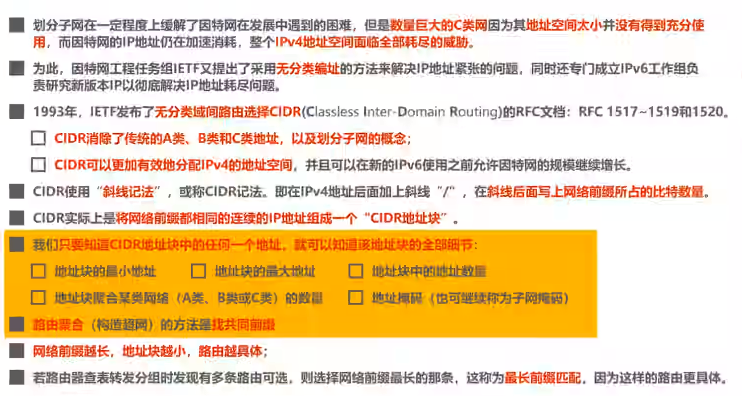 划分子网在一定程度上缓解了因特网在发展中遇到的困难，但是数量巨大的C类网因为其地址空间太小并没有得到充分使
用，而因特网的IP地址仍在加速消耗，整个IPv4地址空间面临全部耗尽的威胁。
为此，因特网工程任务组IETF又提出了采用无分类编址的方法来解决IP地址紧张的问题，同时还专门成立IPv6工作组负
责研究新版本IP以彻底解决IP地址耗尽问题。
1993年，IETF发布了无分类域间路由选择CIDR(Classless Inter-Domain Routing)的RFC文档：RFC 1517~1519和1520。
CIDR消除了传统的A类、B类和C类地址，以及划分子网的概念；
CIDR可以更加有效地分配IPv4的地址空间，并且可以在新的IPv6使用之前允许因特网的规模继续增长。
CIDR使用“斜线记法”，或称CIDR记法。即在IPv4地址后面加上斜线“/”，在斜线后面写上网络前缀所占的比特数量。
CIDR实际上是将网络前缀都相同的连续的IP地址组成一个“CIDR地址块”。
我们只要知道CIDR地址块中的任何一个地址，就可以知道该地址块的全部细节：
地址块的最小地址 地址块的最大地址 地址块中的地址数量
地址块聚合某类网络（A类、B类或C类）的数量 地址掩码（也可继续称为子网掩码）
路由聚合（构造超网）的方法是找共同前缀
网络前缀越长，地址块越小，路由越具体；
若路由器查表转发分组时发现有多条路由可选，则选择网络前缀最长的那条，这称为最长前缀匹配，因为这样的路由更具体。